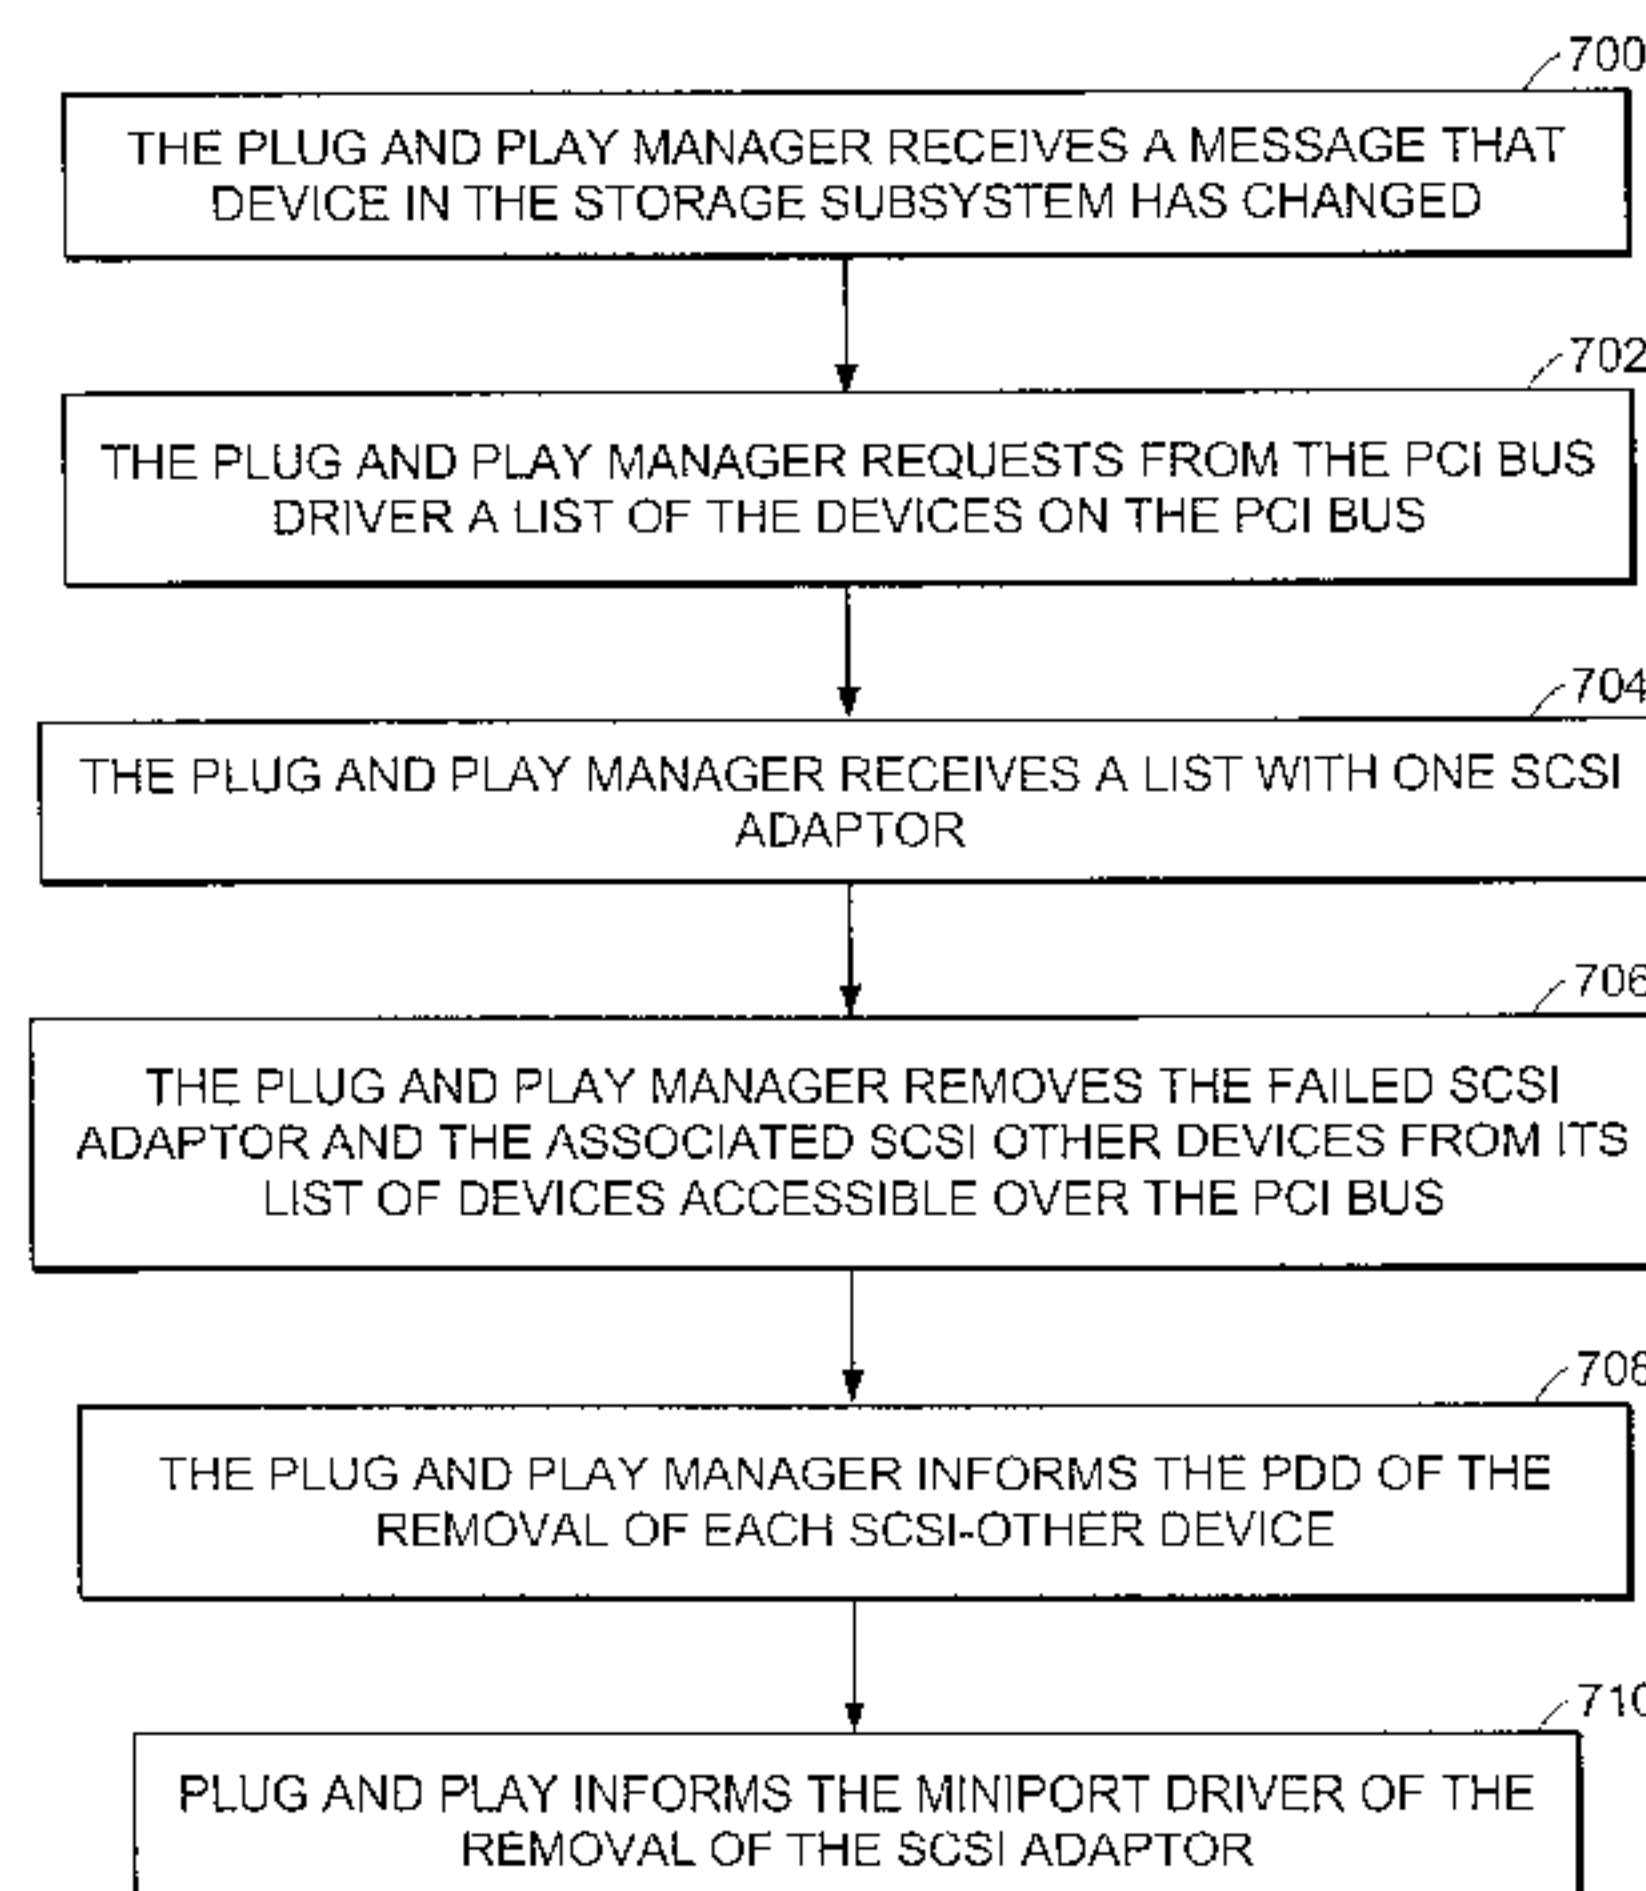 700
THE PLUG AND PLAY MANAGER RECEIVES A MESSAGE THAT
DEVICE IN THE STORAGE SUBSYSTEM HAS CHANGED
702
THE PLUG AND PLAY MANAGER REQUESTS FROM THE PCI BUS
DRIVER A LIST OF THE DEVICES ON THE PCI BUS
704
THE PLUG AND PLAY MANAGER RECEIVES A LIST WITH ONE SCSI
ADAPTOR
706
THE PLUG AND PLAY MANAGER REMOVES THE FAILED SCSI
ADAPTOR AND THE ASSOCIATED SCSI OTHER DEVICES FROM ITS
LIST OF DEVICES ACCESSIBLE OVER THE PCI BUS
708
THE PLUG AND PLAY MANAGER INFORMS THE PDD OF THE
REMOVAL OF EACH SCSI-OTHER DEVICE
710
PLUG AND PLAY INFORMS THE MINIPORT DRIVER OF THE
REMOVAL OF THE SCSI ADAPTOR